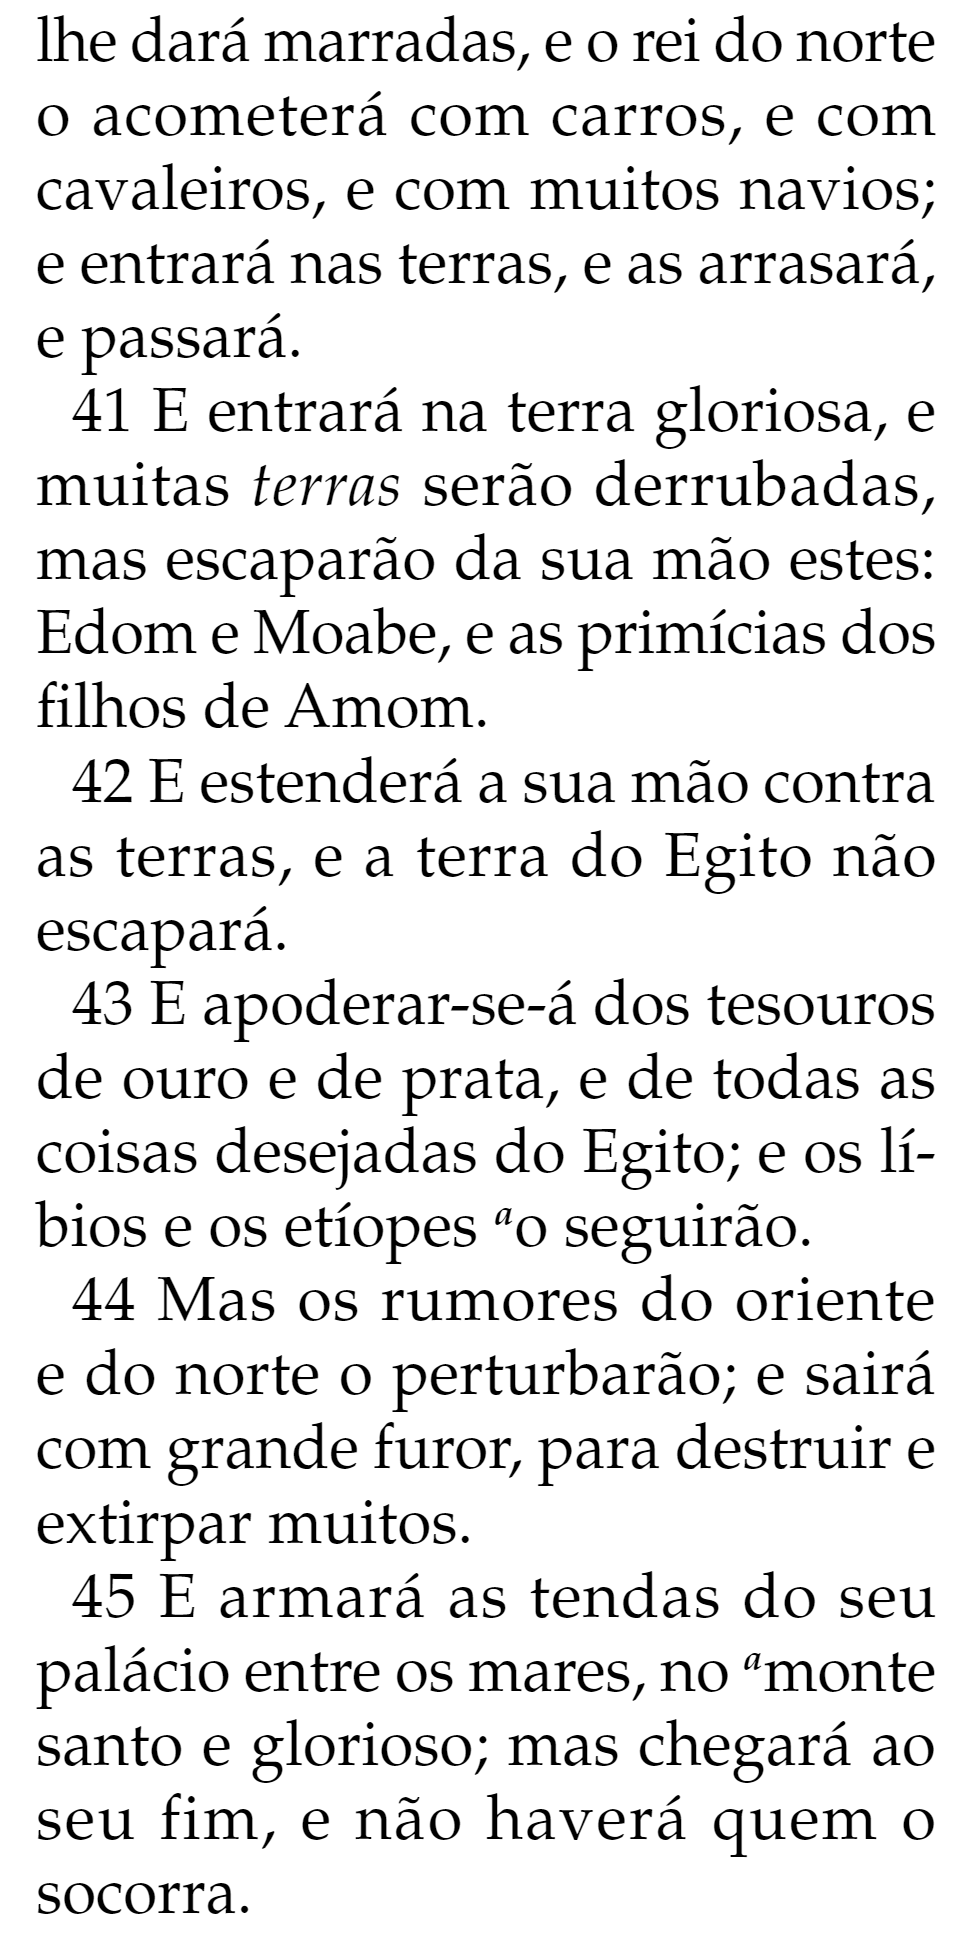 lhe dará marradas, e o rei do norte
o acometerá com carros, e com
cavaleiros, e com muitos navios;
e entrará nas terras, e as arrasará,
e passará.
41 E entrará na terra gloriosa, e
muitas terras serão derrubadas,
mas escaparão da sua mão estes:
Edom e Moabe, e as primícias dos
filhos de Amom.
42 E estenderá a sua mão contra
as terras, e a terra do Egito não
escapará.
43 E apoderar-se-á dos tesouros
de ouro e de prata, e de todas as
coisas desejadas do Egito; e os lí-
bios e os etíopes ᵃo seguirão.
44 Mas os rumores do oriente
e do norte o perturbarão; e sairá
com grande furor, para destruir e
extirpar muitos.
45 E armará as tendas do seu
palácio entre os mares, no ᵃmonte
santo e glorioso; mas chegará ao
seu fim, e não haverá quem o
socorra.